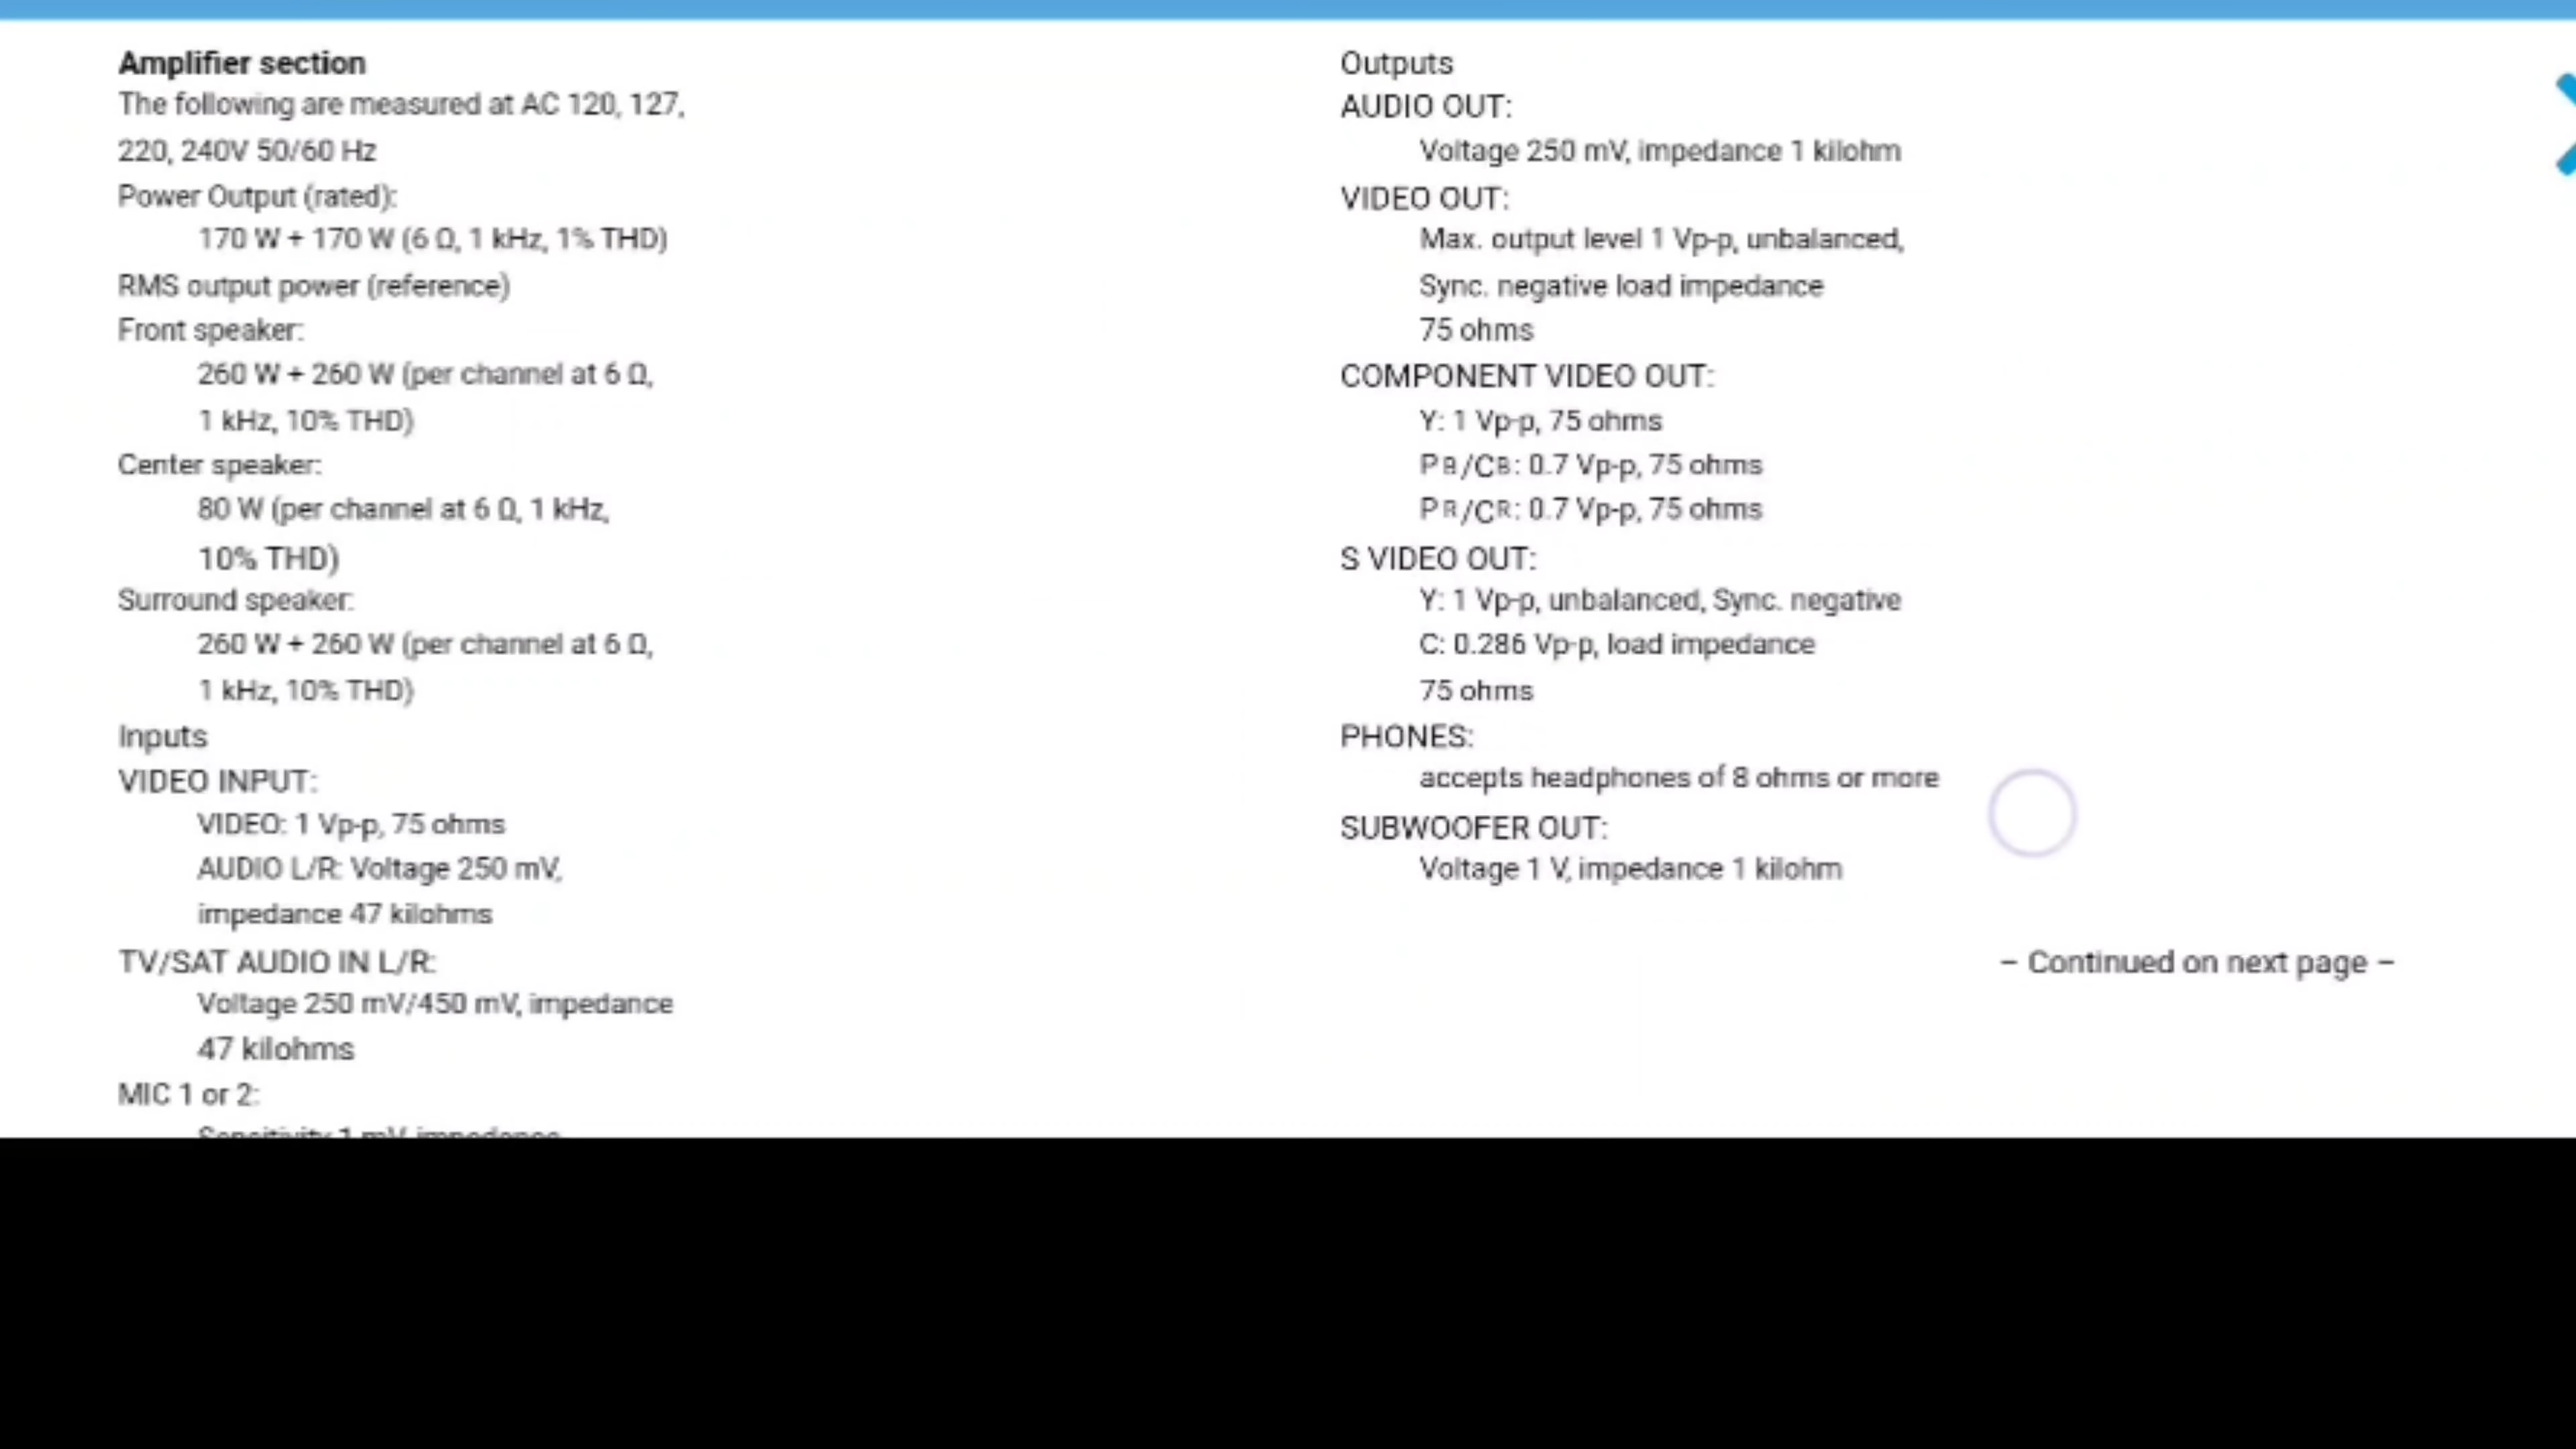 Amplifier section
The following are measured at AC 120, 127,
220, 240V 50/60 Hz
Power Output (rated):
170 W + 170 W (6 Ω, 1 kHz, 1% THD)
RMS output power (reference)
Front speaker:
260 W + 260 W (per channel at 6 Ω,
1 kHz, 10% THD)
Center speaker:
80 W (per channel at 6 Ω, 1 kHz,
10% THD)
Surround speaker:
260 W + 260 W (per channel at 6 Ω,
1 kHz, 10% THD)
Inputs
VIDEO INPUT:
VIDEO: 1 Vp-p, 75 ohms
AUDIO L/R: Voltage 250 mV,
impedance 47 kilohms
TV/SAT AUDIO IN L/R:
Voltage 250 mV/450 mV, impedance
47 kilohms
MIC 1 or 2:
Sensitivity 1 mV, impedance
Outputs
AUDIO OUT:
Voltage 250 mV, impedance 1 kilohm
VIDEO OUT:
Max. output level 1 Vp-p, unbalanced,
Sync. negative load impedance
75 ohms
COMPONENT VIDEO OUT:
Y: 1 Vp-p, 75 ohms
PB/CB: 0.7 Vp-p, 75 ohms
PR/CR: 0.7 Vp-p, 75 ohms
S VIDEO OUT:
Y: 1 Vp-p, unbalanced, Sync. negative
C: 0.286 Vp-p, load impedance
75 ohms
PHONES:
accepts headphones of 8 ohms or more
SUBWOOFER OUT:
Voltage 1 V, impedance 1 kilohm
– Continued on next page –